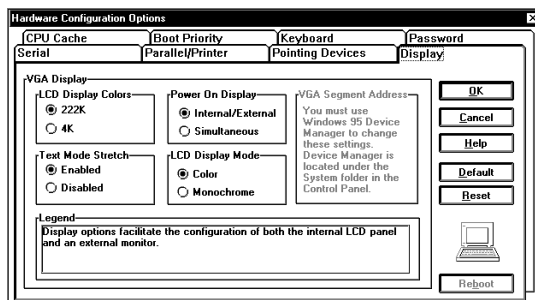 Hardware Configuration Options
CPU Cache
Boot Priority
Keyboard
Password
Serial
Parallel/Printer
Pointing Devices
Display
VGA Display
LCD Display Colors
222K
4K
Power On Display
Internal/External
Simultaneous
VGA Segment Address
You must use
Windows 95 Device
Manager to change
these settings.
Device Manager is
located under the
System folder in the
Control Panel.
Text Mode Stretch
Enabled
Disabled
LCD Display Mode
Color
Monochrome
Legend
Display options facilitate the configuration of both the internal LCD panel
and an external monitor.
OK
Cancel
Help
Default
Reset
Reboot